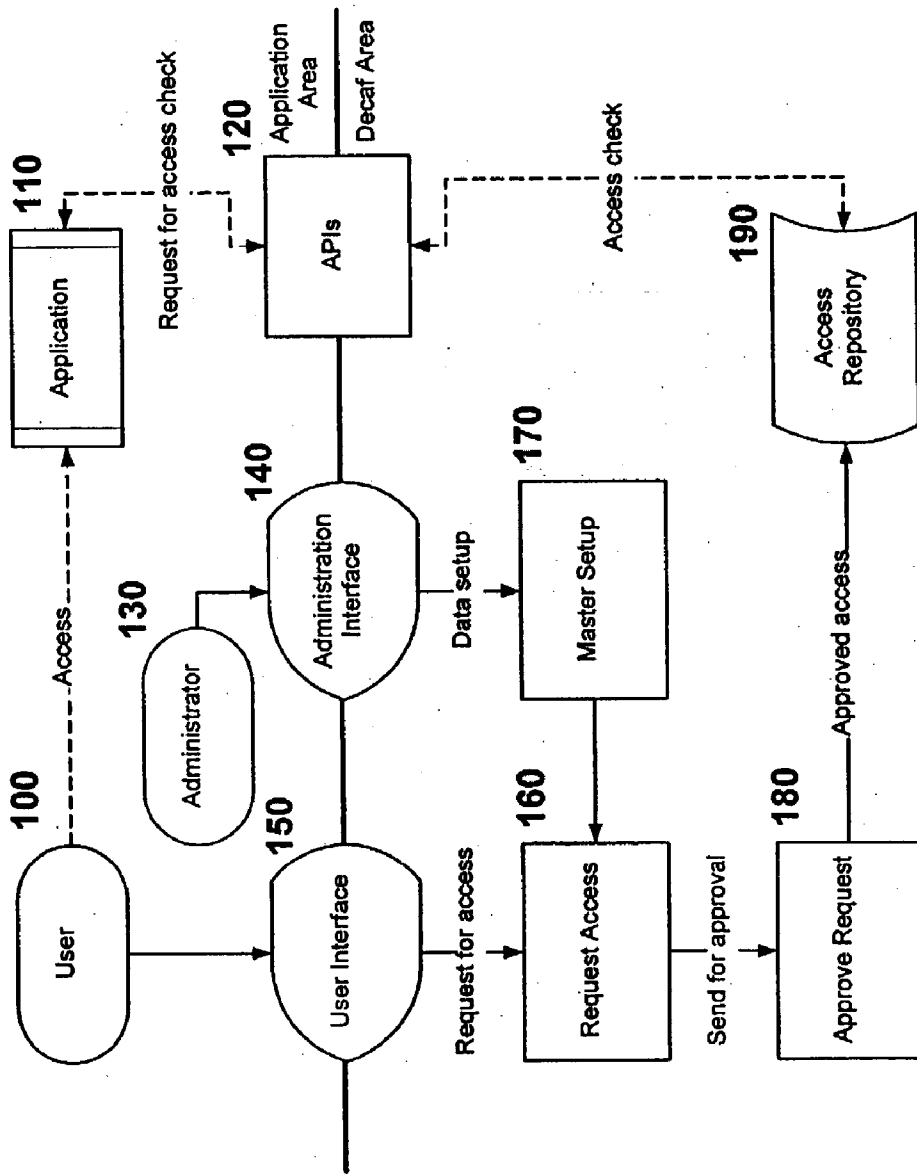 100
User
Access
110
Application
Request for access check
130
Administrator
150
User Interface
140
Administration
Interface
120
APIs
Application
Area
Decaf Area
Request for access
Data setup
Access check
160
Request Access
170
Master Setup
Send for approval
180
Approve Request
Approved access
190
Access
Repository